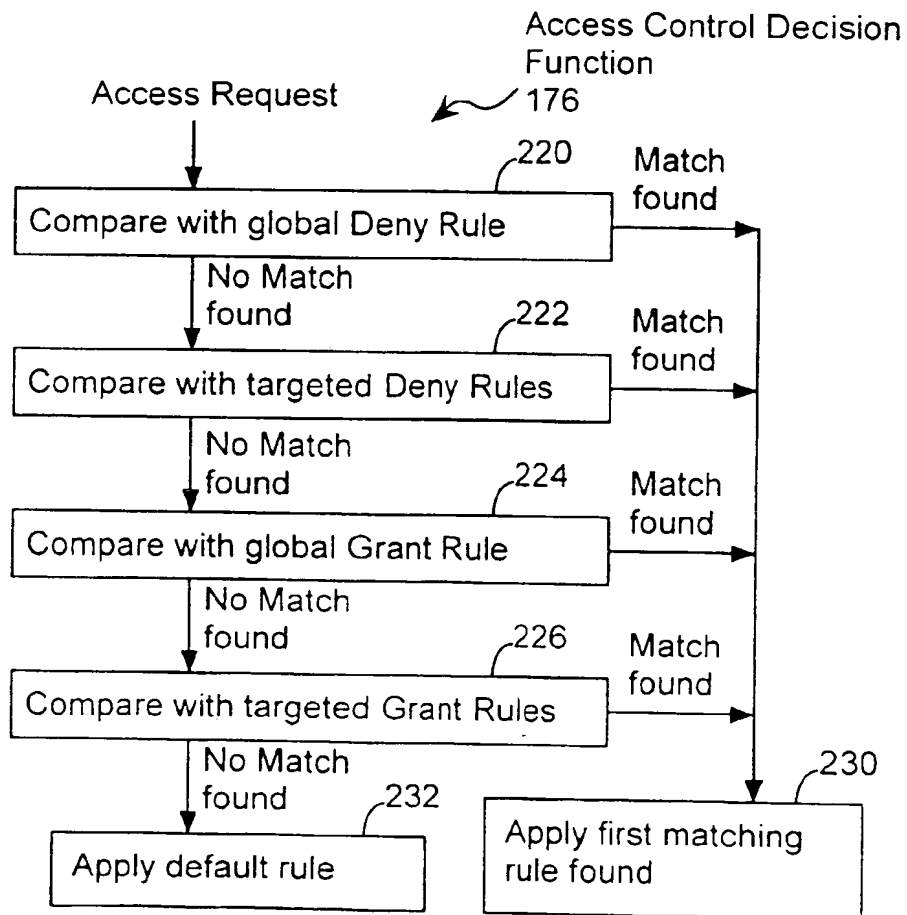 Access Control Decision
Function
176
Access Request
220
Match
found
Compare with global Deny Rule
No Match
found
222
Match
found
Compare with targeted Deny Rules
No Match
found
224
Match
found
Compare with global Grant Rule
No Match
found
226
Match
found
Compare with targeted Grant Rules
No Match
found
232
230
Apply default rule
Apply first matching
rule found